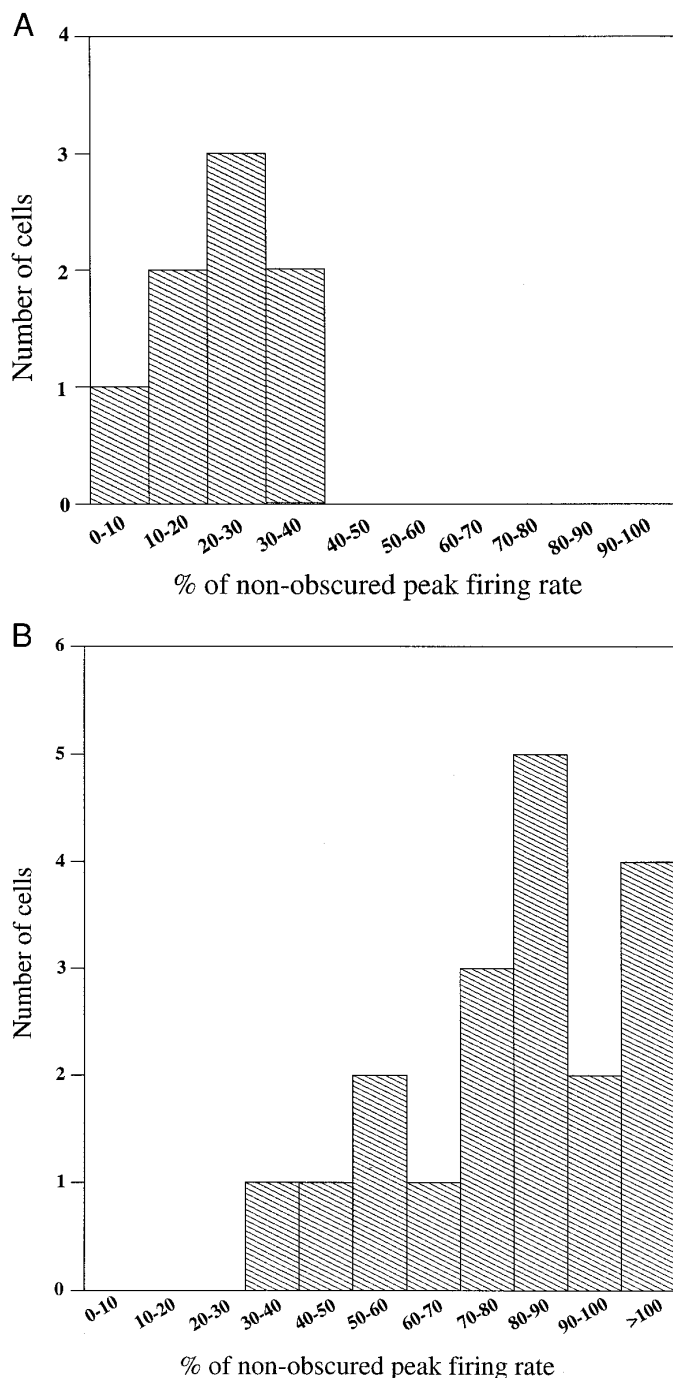 A
4
3
2
1
0
Number of cells
0-10 10-20 20-30 30-40 40-50 50-60 60-70 70-80 80-90 90-100
% of non-obscured peak firing rate
B
6
5
4
3
2
1
0
Number of cells
0-10 10-20 20-30 30-40 40-50 50-60 60-70 70-80 80-90 90-100 >100
% of non-obscured peak firing rate